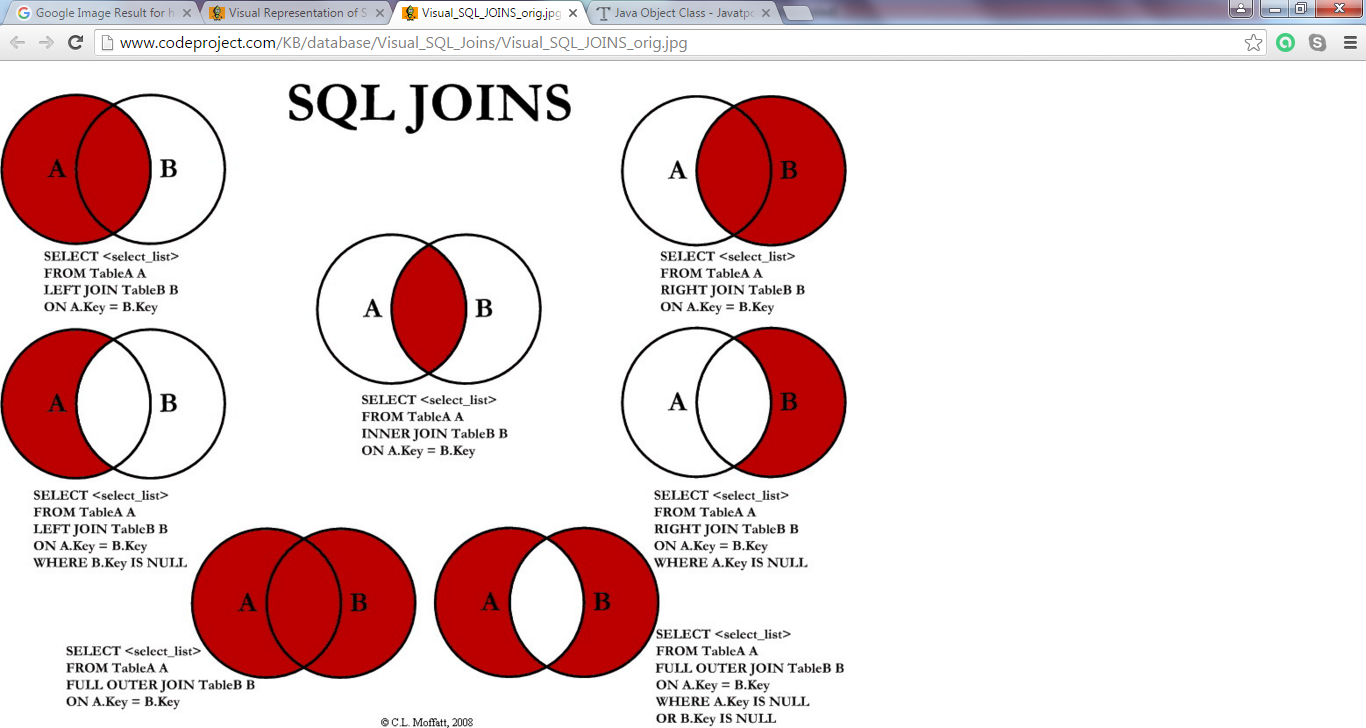 Google Image Result for h
Visual Representation of S
Visual_SQL_JOINS_orig.jpg
Java Object Class - Javatpo
www.codeproject.com/KB/database/Visual_SQL_Joins/Visual_SQL_JOINS_orig.jpg
SQL JOINS
A B
SELECT <select_list>
FROM TableA A
LEFT JOIN TableB B
ON A.Key = B.Key
A B
SELECT <select_list>
FROM TableA A
RIGHT JOIN TableB B
ON A.Key = B.Key
A B
SELECT <select_list>
FROM TableA A
INNER JOIN TableB B
ON A.Key = B.Key
A B
SELECT <select_list>
FROM TableA A
LEFT JOIN TableB B
ON A.Key = B.Key
WHERE B.Key IS NULL
A B
SELECT <select_list>
FROM TableA A
RIGHT JOIN TableB B
ON A.Key = B.Key
WHERE A.Key IS NULL
A B
SELECT <select_list>
FROM TableA A
FULL OUTER JOIN TableB B
ON A.Key = B.Key
A B
SELECT <select_list>
FROM TableA A
FULL OUTER JOIN TableB B
ON A.Key = B.Key
WHERE A.Key IS NULL
OR B.Key IS NULL
© C.L. Moffatt, 2008